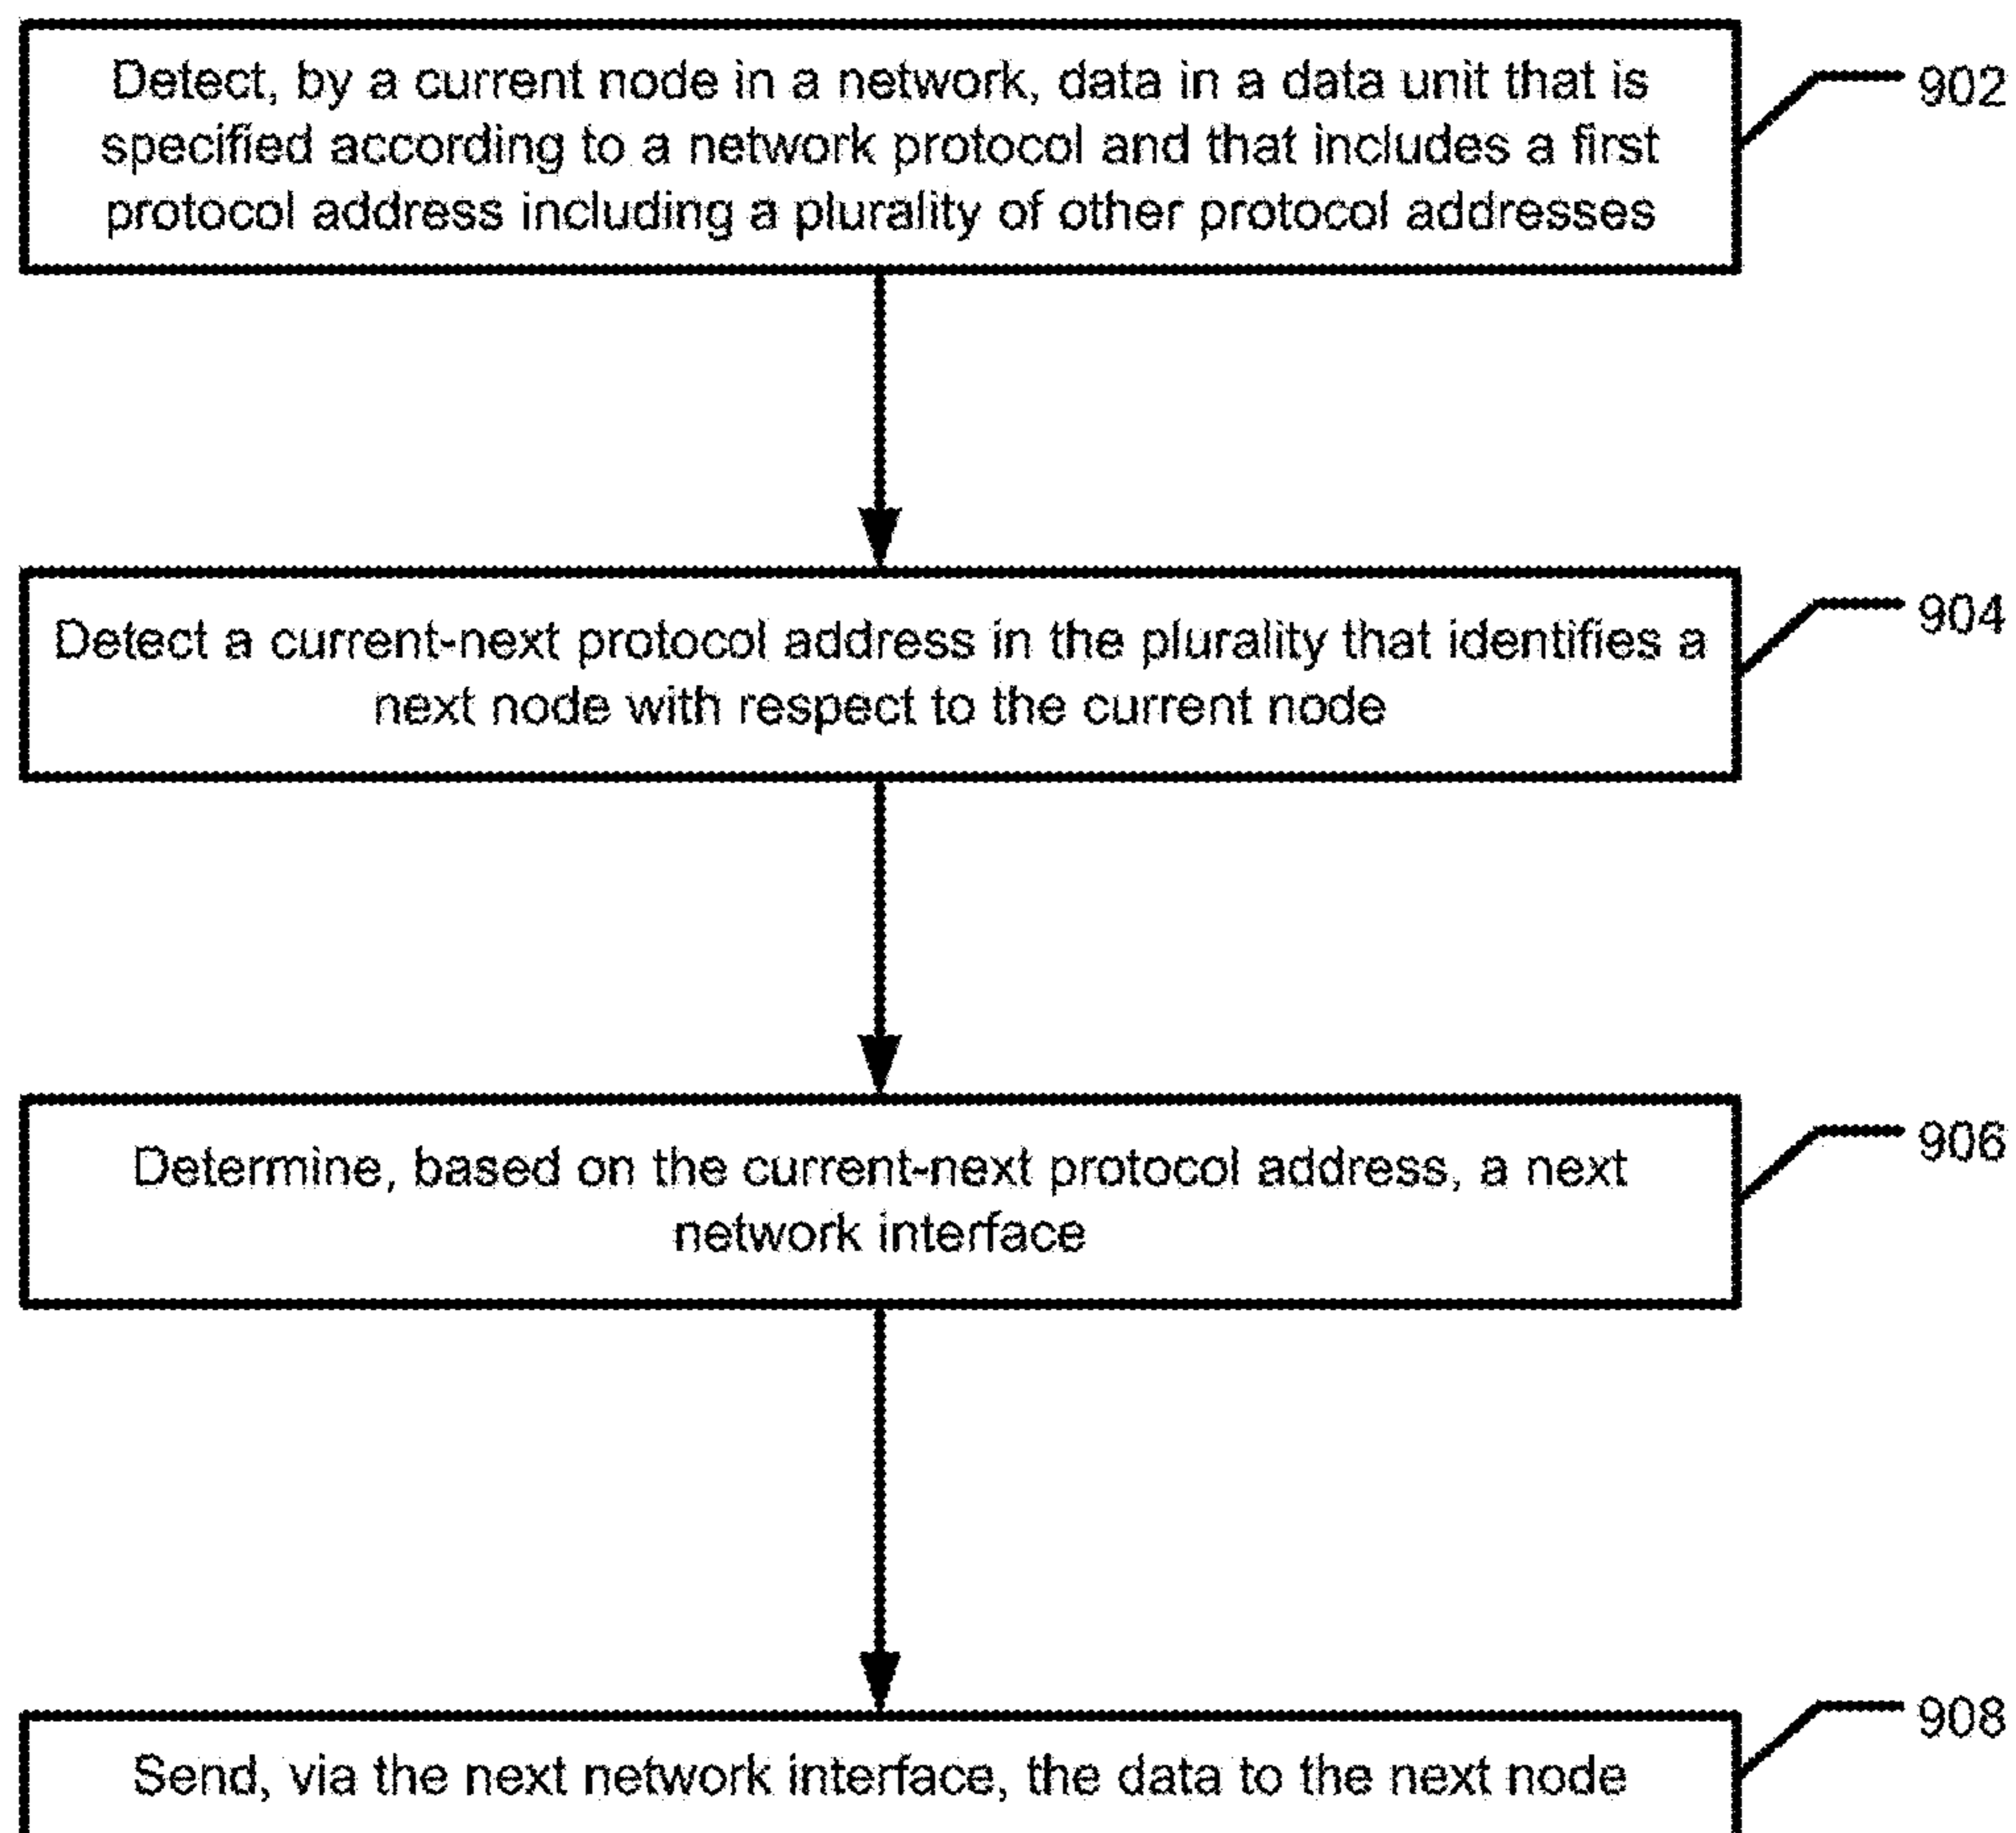 Detect, by a current node in a network, data in a data unit that is
specified according to a network protocol and that includes a first
protocol address including a plurality of other protocol addresses
902
Detect a current-next protocol address in the plurality that identifies a
next node with respect to the current node
904
Determine, based on the current-next protocol address, a next
network interface
906
Send, via the next network interface, the data to the next node
908